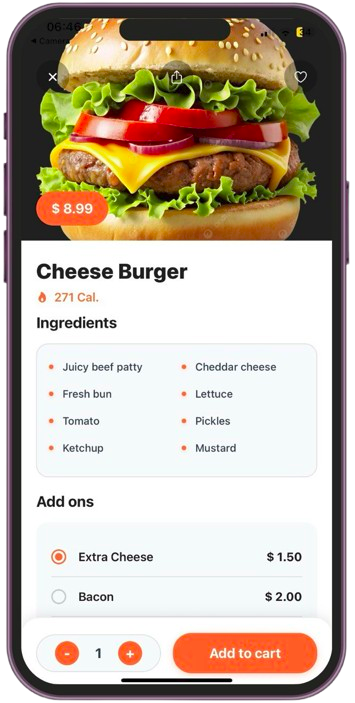 06:46
$ 8.99
Cheese Burger
271 Cal.
Ingredients
Juicy beef patty
Cheddar cheese
Fresh bun
Lettuce
Tomato
Pickles
Ketchup
Mustard
Add ons
Extra Cheese
$ 1.50
Bacon
$ 2.00
- 1 +
Add to cart